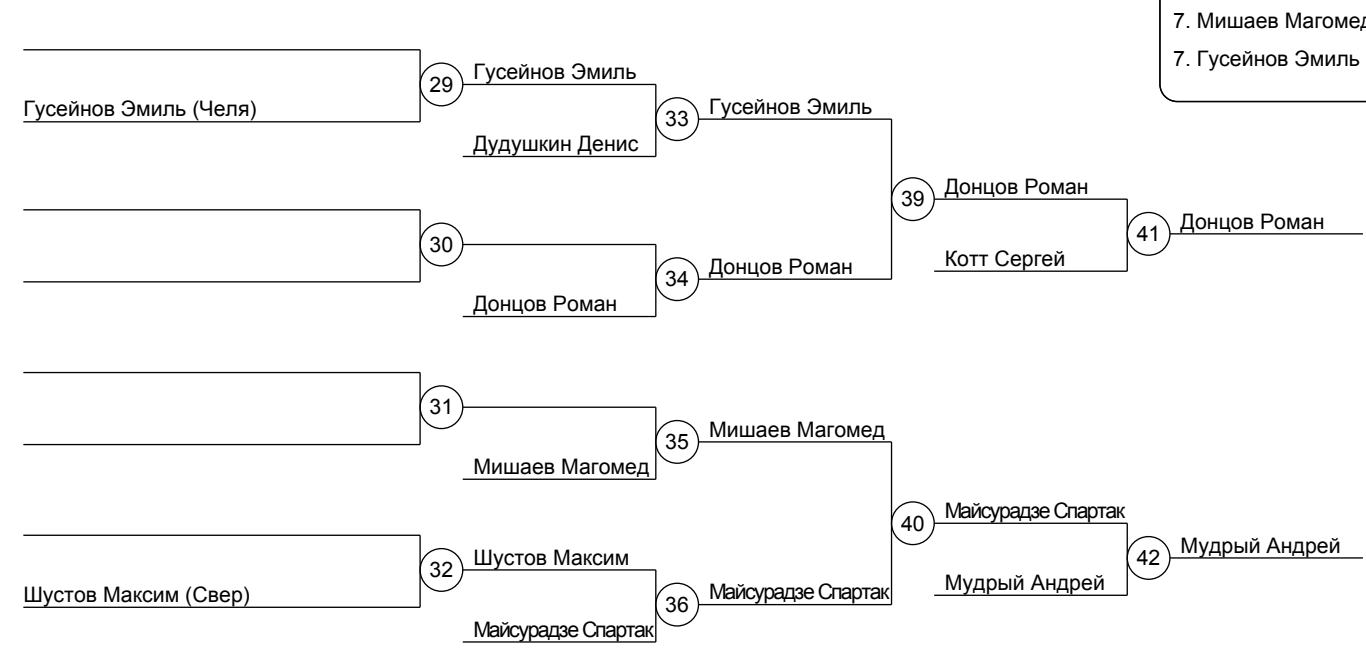 7. Мишаев Магомед
7. Гусейнов Эмиль
29 Гусейнов Эмиль
Гусейнов Эмиль (Челя)
33 Гусейнов Эмиль
Дудушкин Денис
39 Донцов Роман
41 Донцов Роман
30
Котт Сергей
34 Донцов Роман
Донцов Роман
31
35 Мишаев Магомед
Мишаев Магомед
40 Майсурадзе Спартак
42 Мудрый Андрей
32 Шустов Максим
Мудрый Андрей
Шустов Максим (Свер)
36 Майсурадзе Спартак
Майсурадзе Спартак